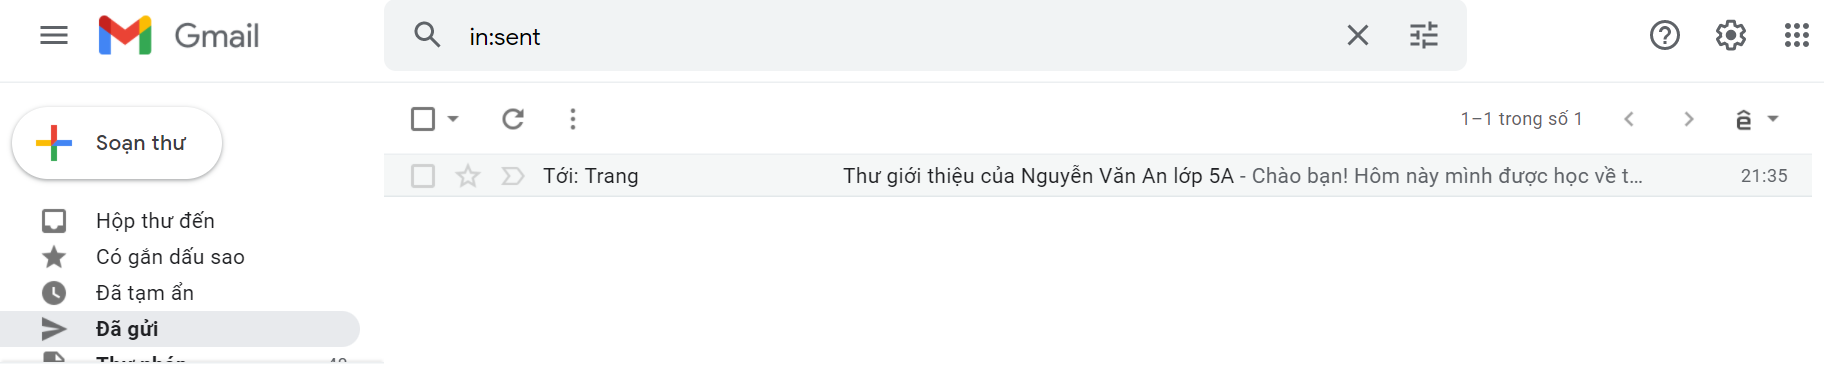 Gmail
in:sent
Soạn thư
1–1 trong số 1
ê
Tới: Trang Thư giới thiệu của Nguyễn Văn An lớp 5A - Chào bạn! Hôm này mình được học về t... 21:35
Hộp thư đến
Có gắn dấu sao
Đã tạm ẩn
Đã gửi